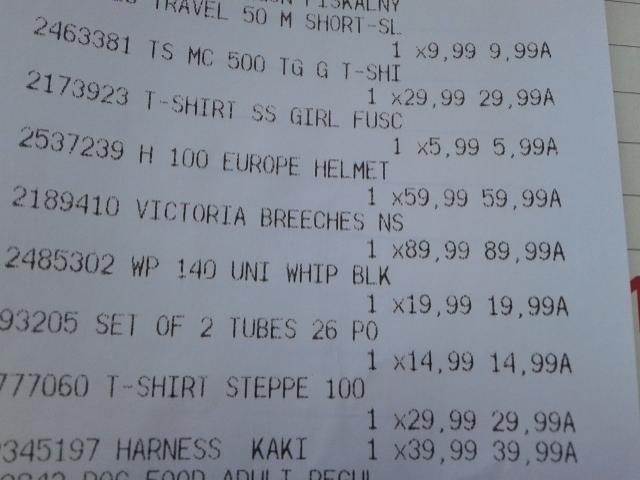 TRAVEL 50 M SHORT-SL
1 x9,99 9,99A
2463381 TS MC 500 TG G T-SHI
1 x29,99 29,99A
2173923 T-SHIRT SS GIRL FUSC
1 x5,99 5,99A
2537239 H 100 EUROPE HELMET
1 x59,99 59,99A
2189410 VICTORIA BREECHES NS
1 x89,99 89,99A
2485302 WP 140 UNI WHIP BLK
1 x19,99 19,99A
93205 SET OF 2 TUBES 26 PO
1 x14,99 14,99A
777060 T-SHIRT STEPPE 100
1 x29,99 29,99A
345197 HARNESS KAKI 1 x39,99 39,99A
DOG FOOD ADULT REGUL